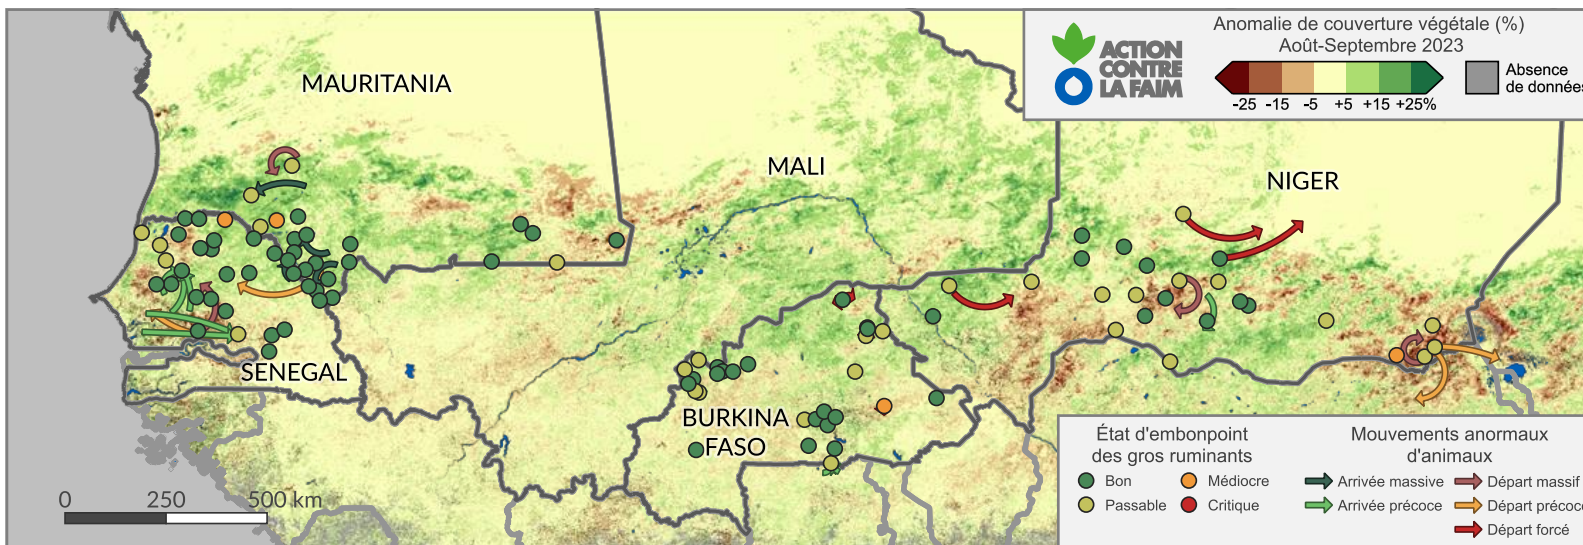 Anomalie de couverture végétale (%)
Août-Septembre 2023
ACTION
CONTRE
LA FAIM
-25 -15 -5 +5 +15 +25%
Absence
de données
MAURITANIA
MALI
NIGER
SENEGAL
BURKINA
FASO
0 250 500 km
État d'embonpoint
des gros ruminants
Bon
Médiocre
Passable
Critique
Mouvements anormaux
d'animaux
Arrivée massive
Départ massif
Arrivée précoce
Départ précoc
Départ forcé